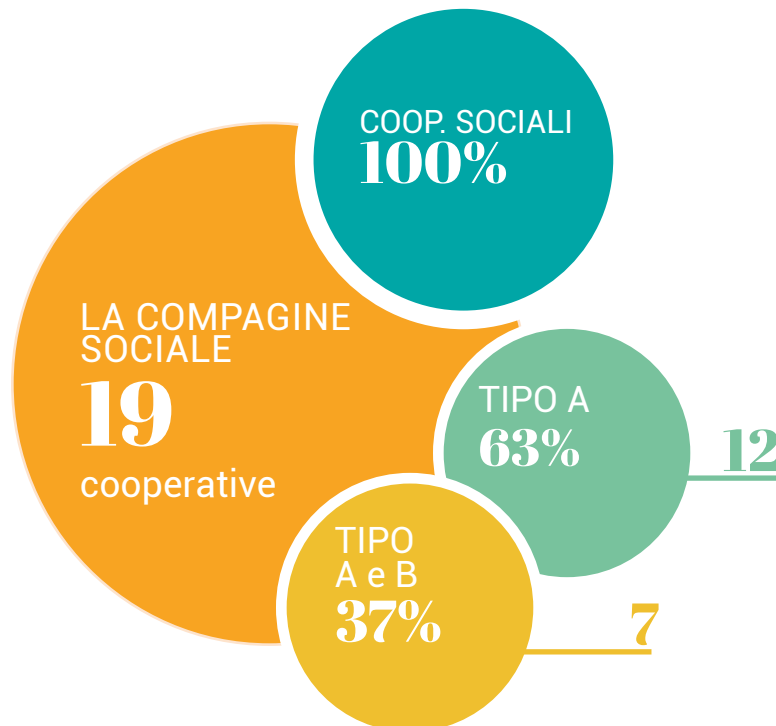 COOP. SOCIALI
100%
LA COMPAGINE
SOCIALE
19
cooperative
TIPO A
63%
12
TIPO
A e B
37%
7